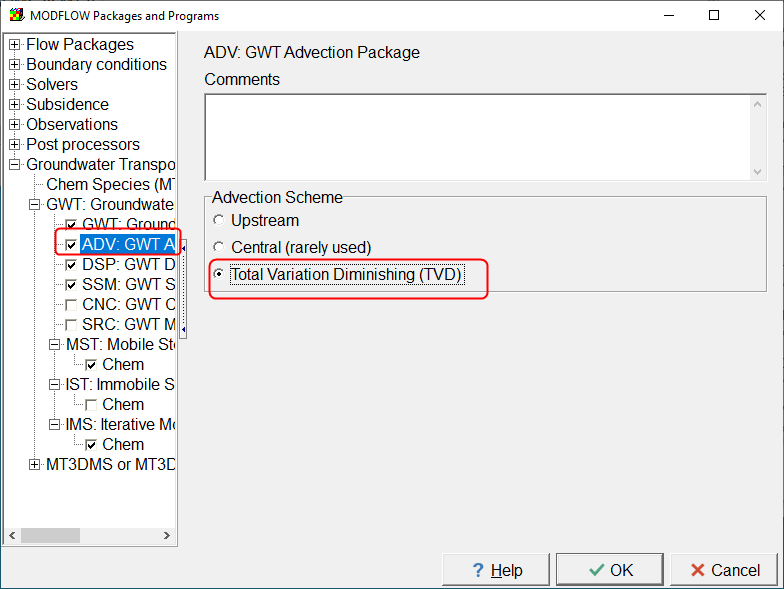 MODFLOW Packages and Programs
Flow Packages
Boundary conditions
Solvers
Subsidence
Observations
Post processors
Groundwater Transpo
Chem Species (MT
GWT: Groundwate
GWT: Ground
ADV: GWT A
DSP: GWT D
SSM: GWT S
CNC: GWT C
SRC: GWT M
MST: Mobile Sto
Chem
IST: Immobile S
Chem
IMS: Iterative Mo
Chem
MT3DMS or MT3D
ADV: GWT Advection Package
Comments
Advection Scheme
Upstream
Central (rarely used)
Total Variation Diminishing (TVD)
? Help
OK
Cancel